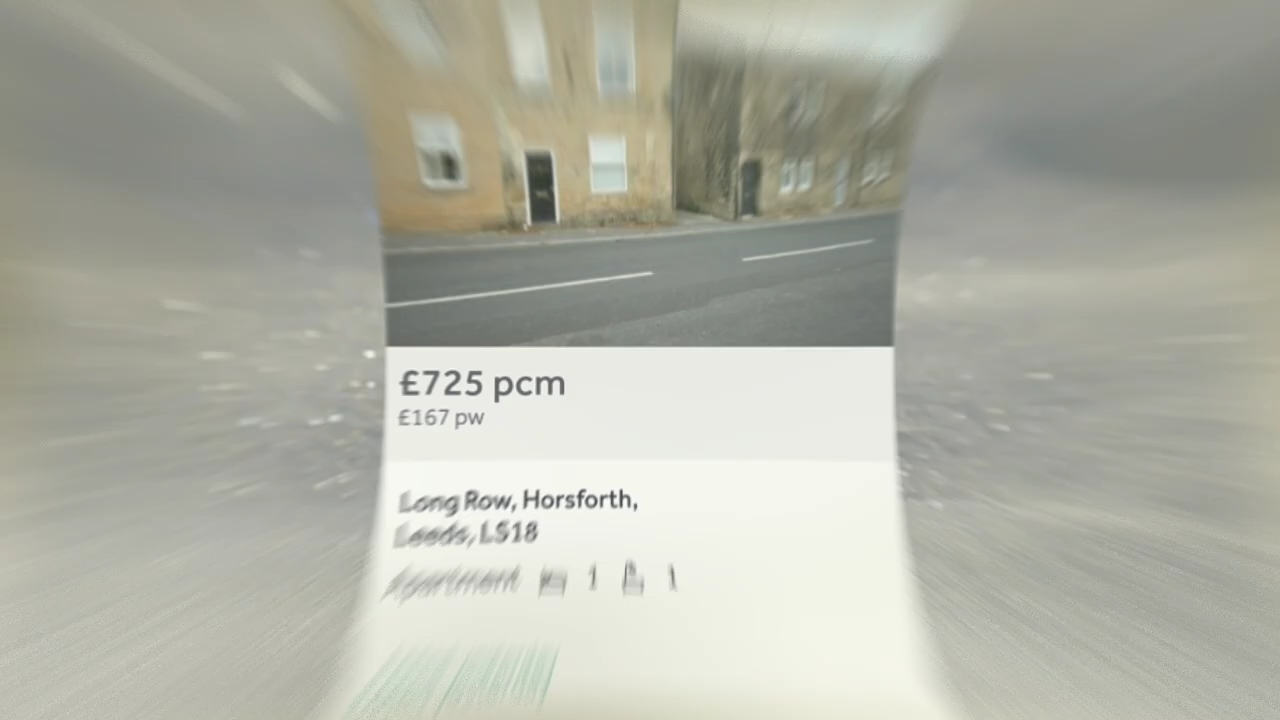 £725 pcm
£167 pw
Long Row, Horsforth,
Leeds, LS18
Apartment 1 1